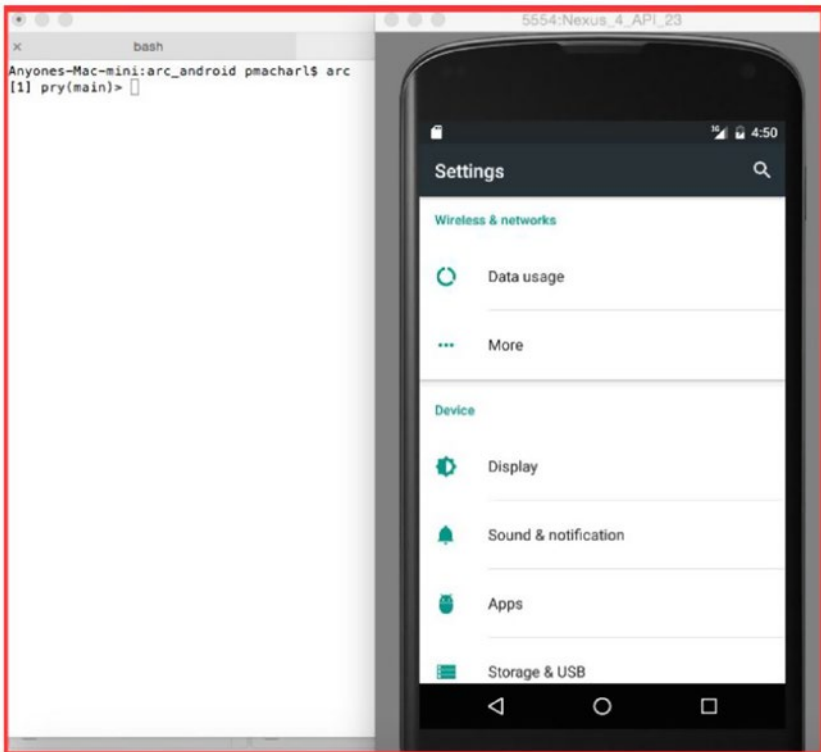 bash
Anyones-Mac-mini:arc_android pmacharl$ arc
[1] pry(main)>
5554:Nexus_4_API_23
4:50
Settings
Wireless & networks
Data usage
More
Device
Display
Sound & notification
Apps
Storage & USB